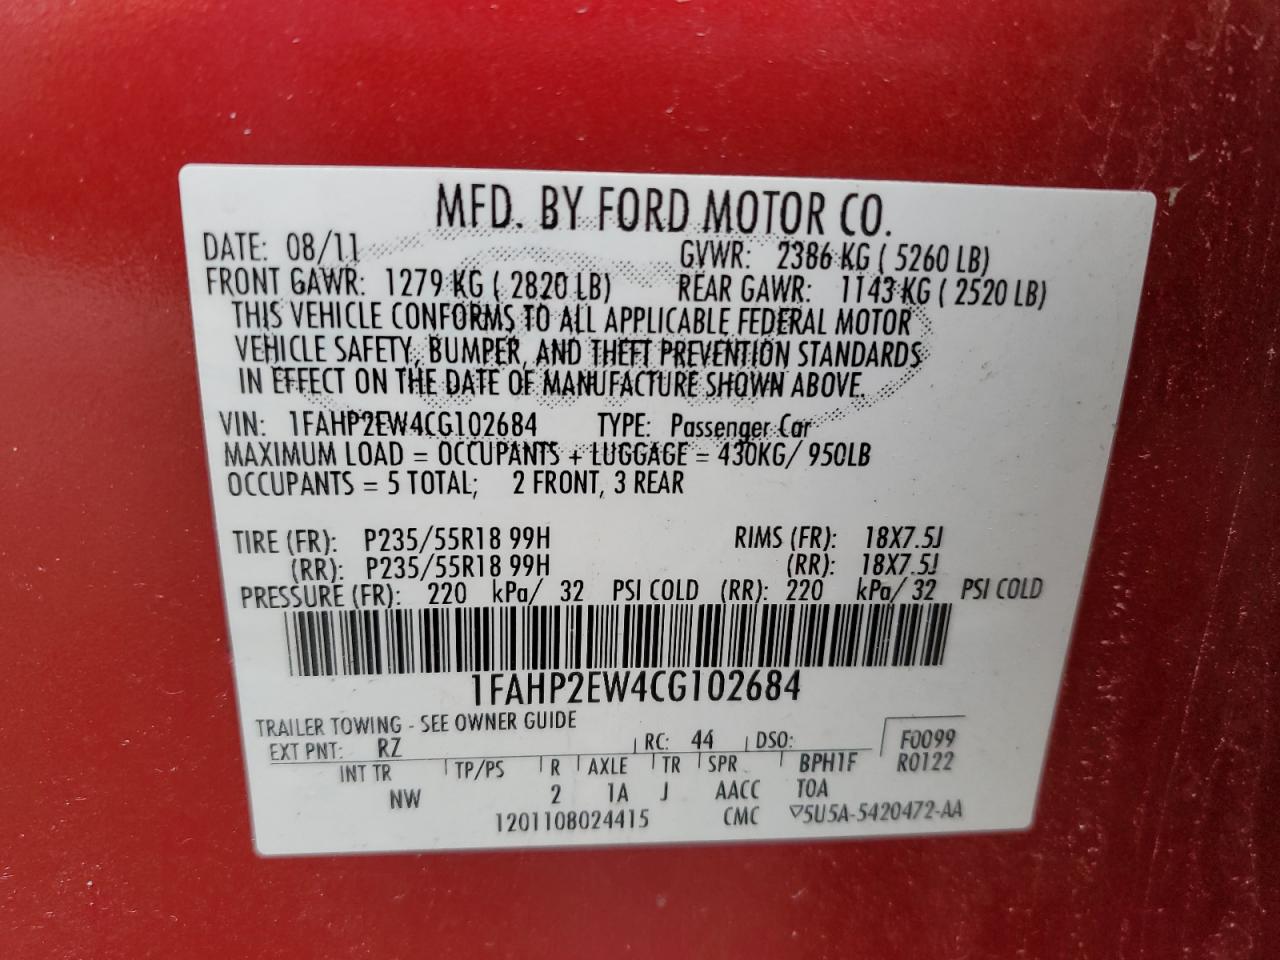 MFD. BY FORD MOTOR CO.
DATE: 08/11 GVWR: 2386 KG ( 5260 LB)
FRONT GAWR: 1279 KG ( 2820 LB) REAR GAWR: 1143 KG ( 2520 LB)
THIS VEHICLE CONFORMS TO ALL APPLICABLE FEDERAL MOTOR
VEHICLE SAFETY, BUMPER, AND THEFT PREVENTION STANDARDS
IN EFFECT ON THE DATE OF MANUFACTURE SHOWN ABOVE.
VIN: 1FAHP2EW4CG102684 TYPE: Passenger Car
MAXIMUM LOAD = OCCUPANTS + LUGGAGE = 430KG/ 950LB
OCCUPANTS = 5 TOTAL; 2 FRONT, 3 REAR
TIRE (FR): P235/55R18 99H RIMS (FR): 18X7.5J
(RR): P235/55R18 99H (RR): 18X7.5J
PRESSURE (FR): 220 kPa/ 32 PSI COLD (RR): 220 kPa/ 32 PSI COLD
1FAHP2EW4CG102684
TRAILER TOWING - SEE OWNER GUIDE
EXT PNT: RZ RC: 44 DSO: F0099
INT TR TP/PS R AXLE TR SPR BPH1F R0122
NW 2 1A J AACC TOA
1201108024415 CMC ▽5U5A-5420472-AA